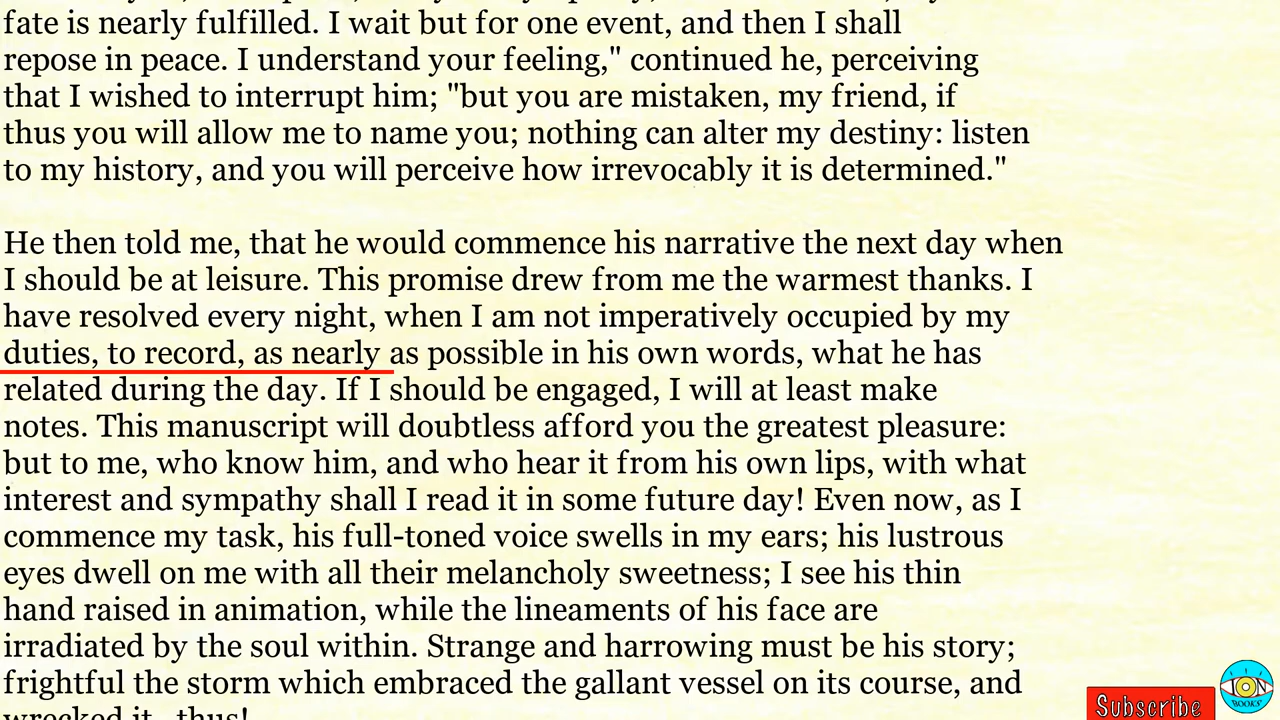 fate is nearly fulfilled. I wait but for one event, and then I shall
repose in peace. I understand your feeling," continued he, perceiving
that I wished to interrupt him; "but you are mistaken, my friend, if
thus you will allow me to name you; nothing can alter my destiny: listen
to my history, and you will perceive how irrevocably it is determined."
He then told me, that he would commence his narrative the next day when
I should be at leisure. This promise drew from me the warmest thanks. I
have resolved every night, when I am not imperatively occupied by my
duties, to record, as nearly as possible in his own words, what he has
related during the day. If I should be engaged, I will at least make
notes. This manuscript will doubtless afford you the greatest pleasure:
but to me, who know him, and who hear it from his own lips, with what
interest and sympathy shall I read it in some future day! Even now, as I
commence my task, his full-toned voice swells in my ears; his lustrous
eyes dwell on me with all their melancholy sweetness; I see his thin
hand raised in animation, while the lineaments of his face are
irradiated by the soul within. Strange and harrowing must be his story;
frightful the storm which embraced the gallant vessel on its course, and
wrecked it—thus!
Subscribe
ION
BOOKS